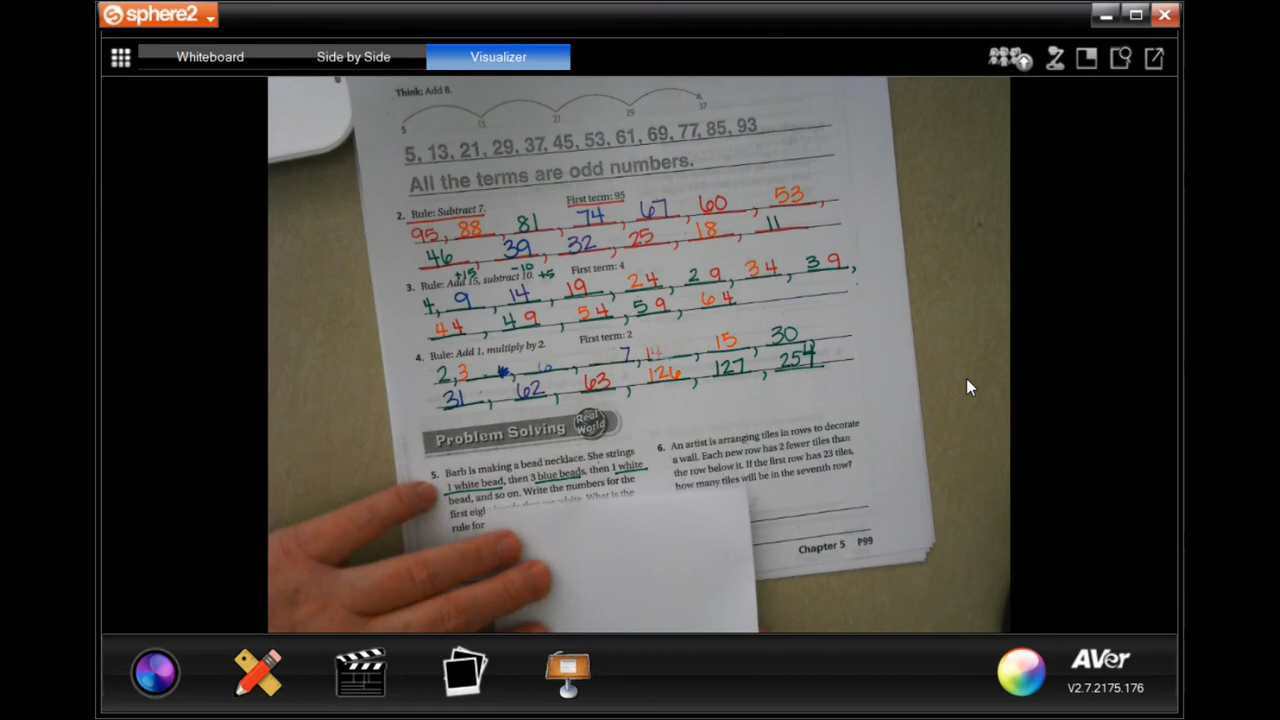 sphere2
Whiteboard Side by Side Visualizer
Think: Add 8.
5 13 21 29 37
5, 13, 21, 29, 37, 45, 53, 61, 69, 77, 85, 93
All the terms are odd numbers.
2. Rule: Subtract 7. First term: 95
95, 88, 81, 74, 67, 60, 53,
46, 39, 32, 25, 18, 11
+15 -10 +5
3. Rule: Add 15, subtract 10. First term: 4
4, 9, 14, 19, 24, 29, 34, 39,
44, 49, 54, 59, 64
4. Rule: Add 1, multiply by 2. First term: 2
2, 3, 6, 7, 14, 15, 30
31, 62, 63, 126, 127, 254
Problem Solving Real World
5. Barb is making a bead necklace. She strings
1 white bead, then 3 blue beads, then 1 white
bead, and so on. Write the numbers for the
first that are white. What is the
rule for
6. An artist is arranging tiles in rows to decorate
a wall. Each new row has 2 fewer tiles than
the row below it. If the first row has 23 tiles,
how many tiles will be in the seventh row?
Chapter 5 P99
AVer
V2.7.2175.176